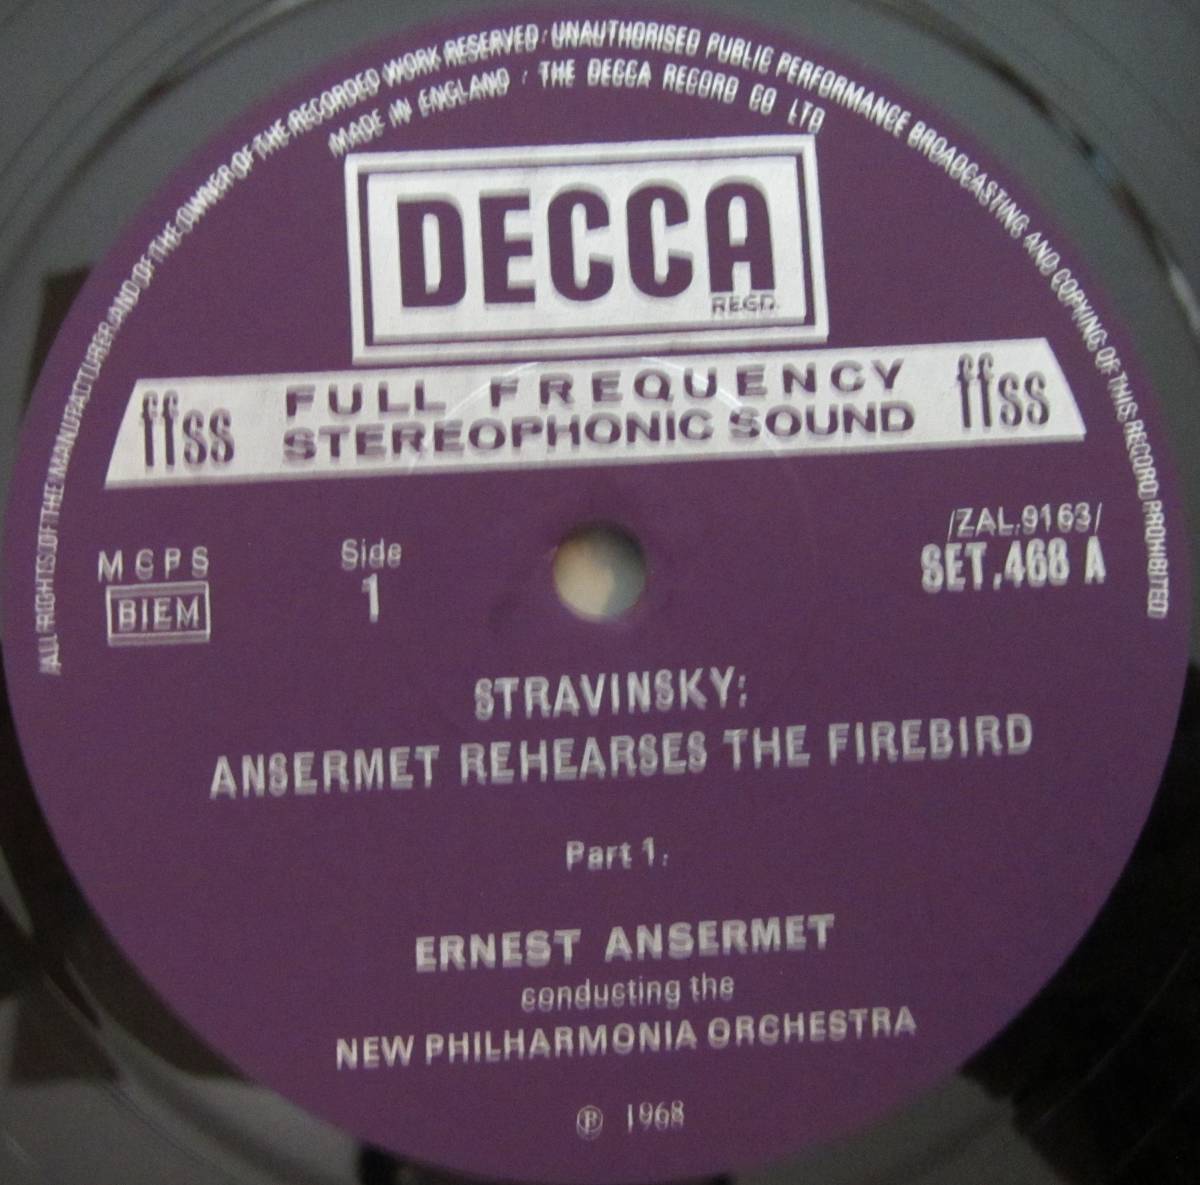 ALL RIGHTS OF THE MANUFACTURER AND OF THE OWNER OF THE RECORDED WORK RESERVED · UNAUTHORISED PUBLIC PERFORMANCE BROADCASTING AND COPYING OF THIS RECORD PROHIBITED
MADE IN ENGLAND · THE DECCA RECORD CO LTD
DECCA
REGD.
ffss FULL FREQUENCY ffss
STEREOPHONIC SOUND
/ZAL.9163/
SET.468 A
MCPS
BIEM
Side
1
STRAVINSKY:
ANSERMET REHEARSES THE FIREBIRD
Part 1.
ERNEST ANSERMET
conducting the
NEW PHILHARMONIA ORCHESTRA
℗ 1968